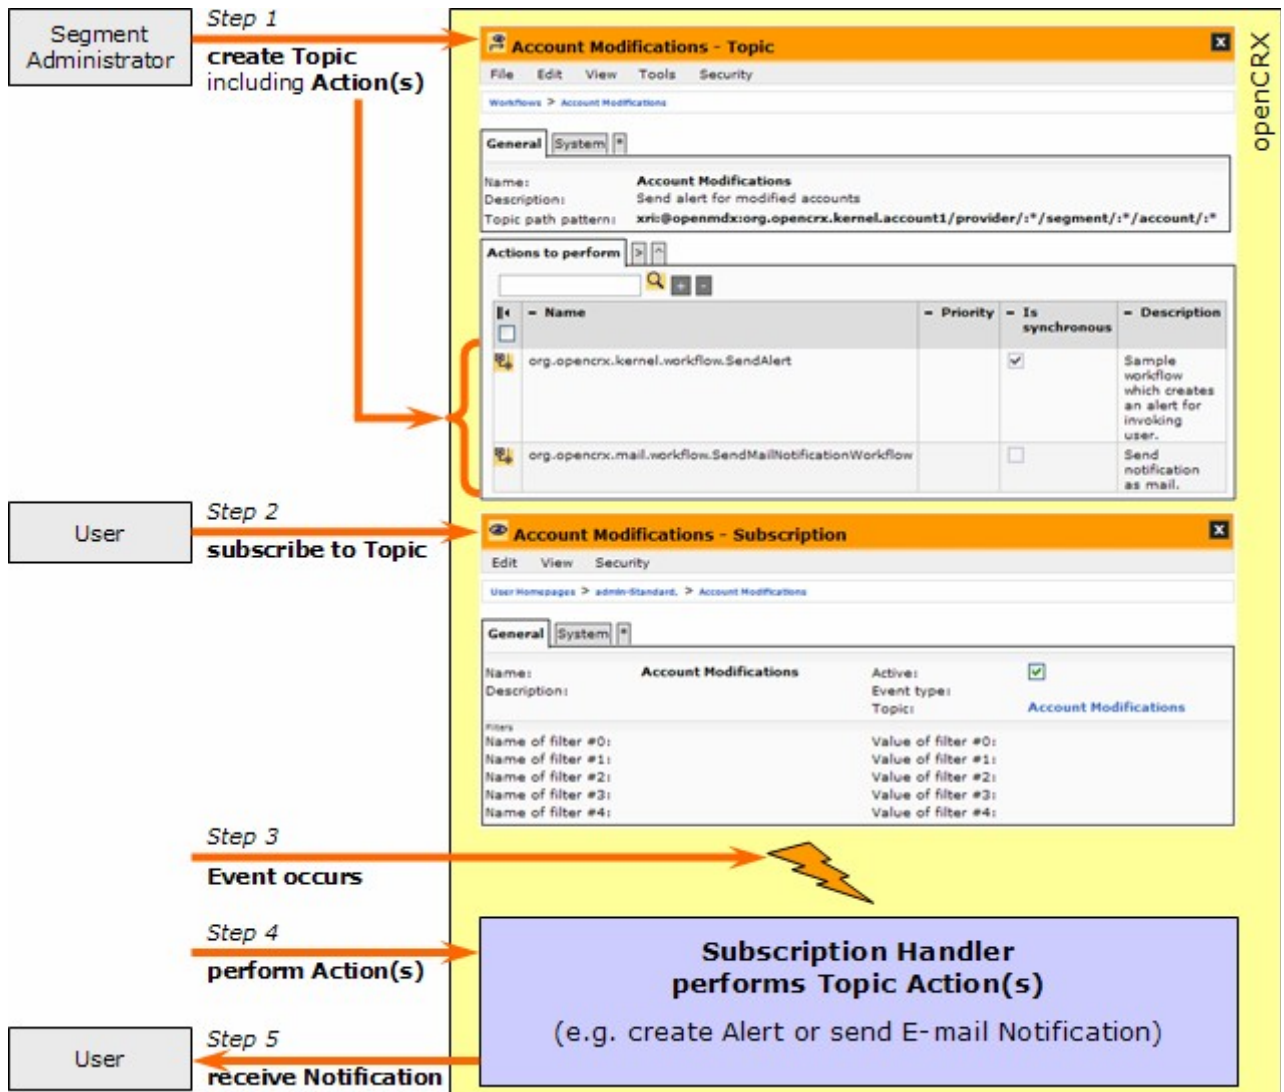 Segment
Administrator
Step 1
create Topic
including Action(s)
openCRX
Account Modifications - Topic
File Edit View Tools Security
Workflows > Account Modifications
General System *
Name: Account Modifications
Description: Send alert for modified accounts
Topic path pattern: xri:@openmdx:org.opencrx.kernel.account1/provider/:*/segment/:*/account/:*
Actions to perform > ^
+ -
- Name - Priority - Is synchronous - Description
org.opencrx.kernel.workflow.SendAlert
Sample
workflow
which creates
an alert for
invoking
user.
org.opencrx.mail.workflow.SendMailNotificationWorkflow
Send
notification
as mail.
User
Step 2
subscribe to Topic
Account Modifications - Subscription
Edit View Security
User Homepages > admin-Standard, > Account Modifications
General System *
Name: Account Modifications Active:
Description: Event type:
Topic: Account Modifications
Filters
Name of filter #0: Value of filter #0:
Name of filter #1: Value of filter #1:
Name of filter #2: Value of filter #2:
Name of filter #3: Value of filter #3:
Name of filter #4: Value of filter #4:
Step 3
Event occurs
Step 4
perform Action(s)
Subscription Handler
performs Topic Action(s)
(e.g. create Alert or send E-mail Notification)
User
Step 5
receive Notification